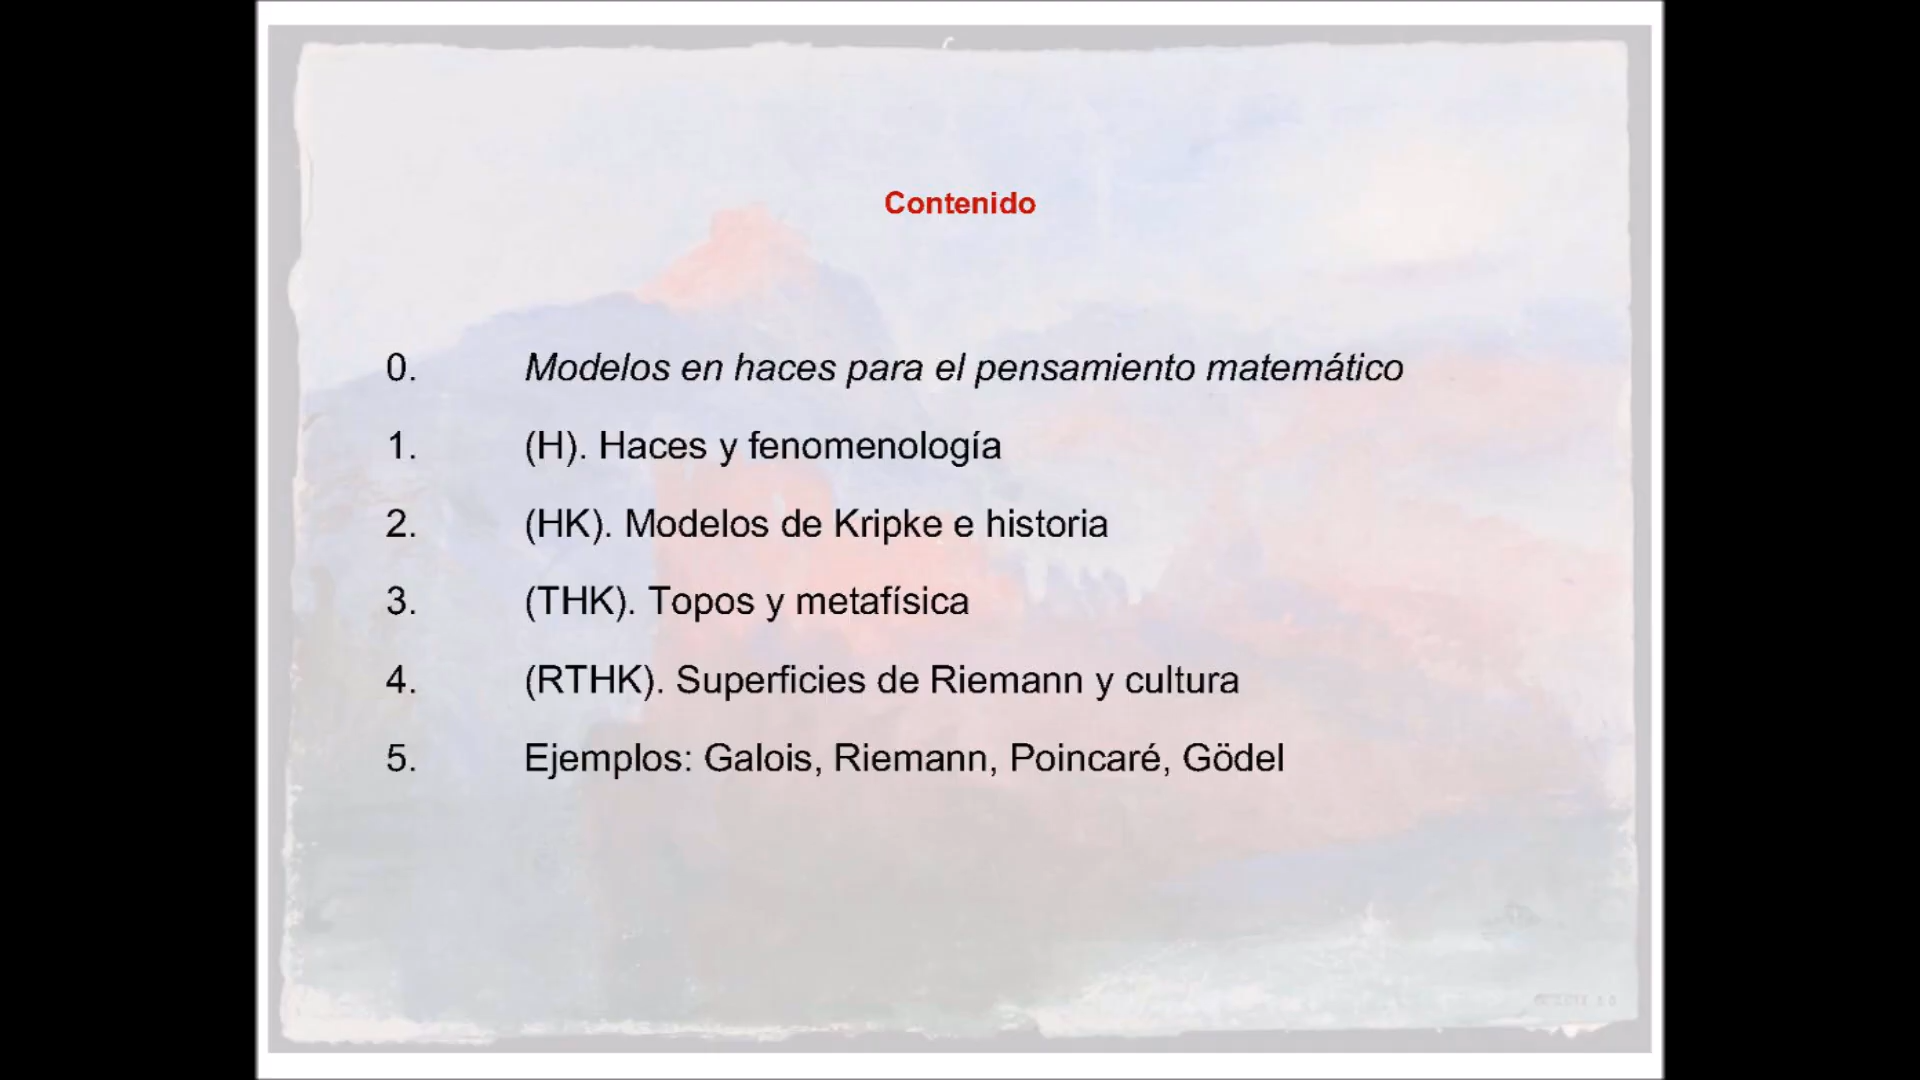 Contenido
0. Modelos en haces para el pensamiento matemático
1. (H). Haces y fenomenología
2. (HK). Modelos de Kripke e historia
3. (THK). Topos y metafísica
4. (RTHK). Superficies de Riemann y cultura
5. Ejemplos: Galois, Riemann, Poincaré, Gödel